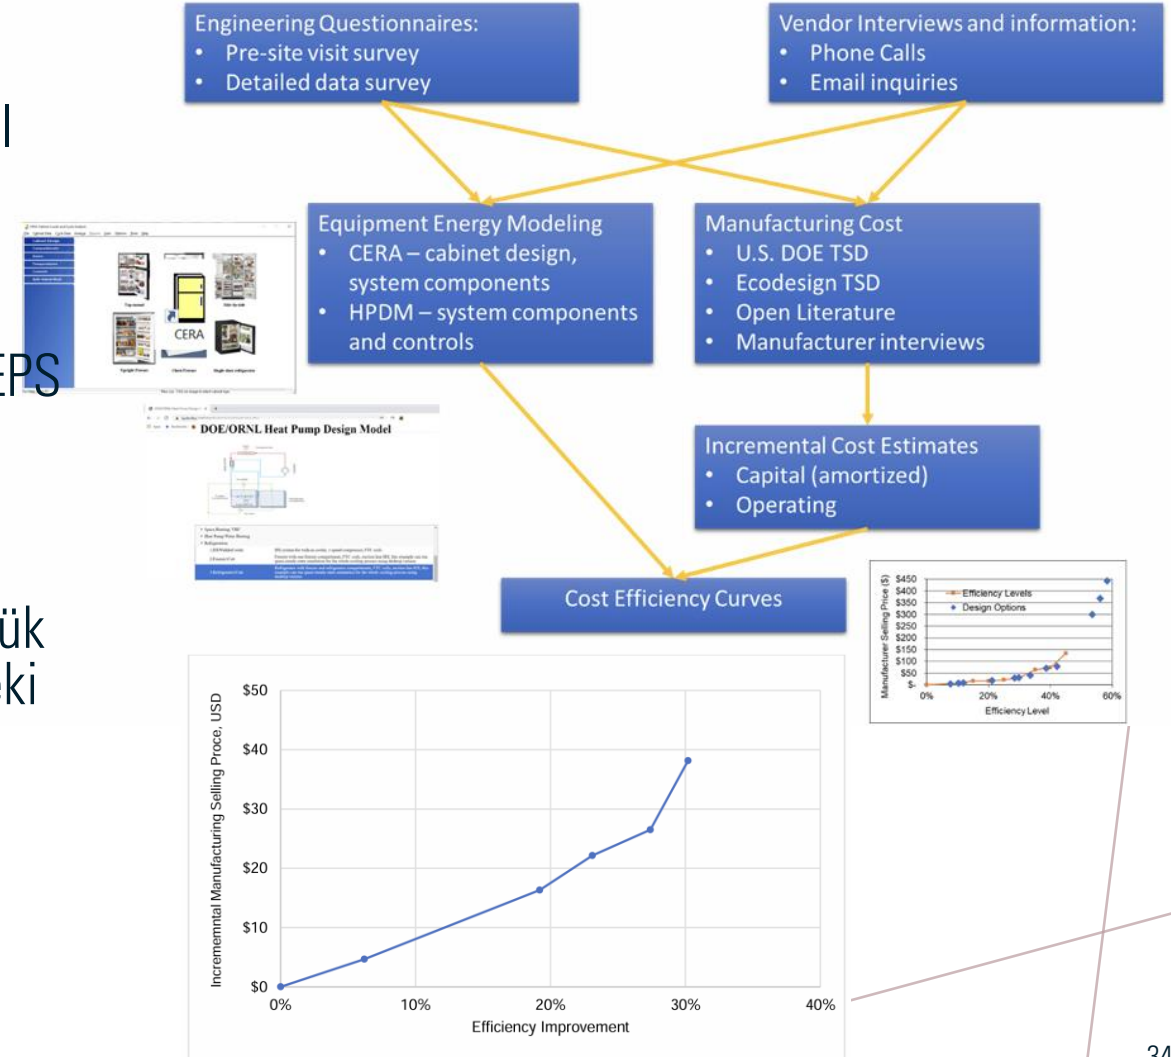 Engineering Questionnaires:
• Pre-site visit survey
• Detailed data survey
Vendor Interviews and information:
• Phone Calls
• Email inquiries
Equipment Energy Modeling
• CERA – cabinet design,
system components
• HPDM – system components
and controls
Manufacturing Cost
• U.S. DOE TSD
• Ecodesign TSD
• Open Literature
• Manufacturer interviews
EPS
CERA
DOE/ORNL Heat Pump Design Model
Incremental Cost Estimates
• Capital (amortized)
• Operating
Cost Efficiency Curves
ük
eki
Manufacturer Selling Price ($)
$450
$400
$350
$300
$250
$200
$150
$100
$50
$-
Efficiency Levels
Design Options
0% 20% 40% 60%
Efficiency Level
Incrememntal Manufacturing Selling Proce, USD
$50
$40
$30
$20
$10
$0
0% 10% 20% 30% 40%
Efficiency Improvement
34